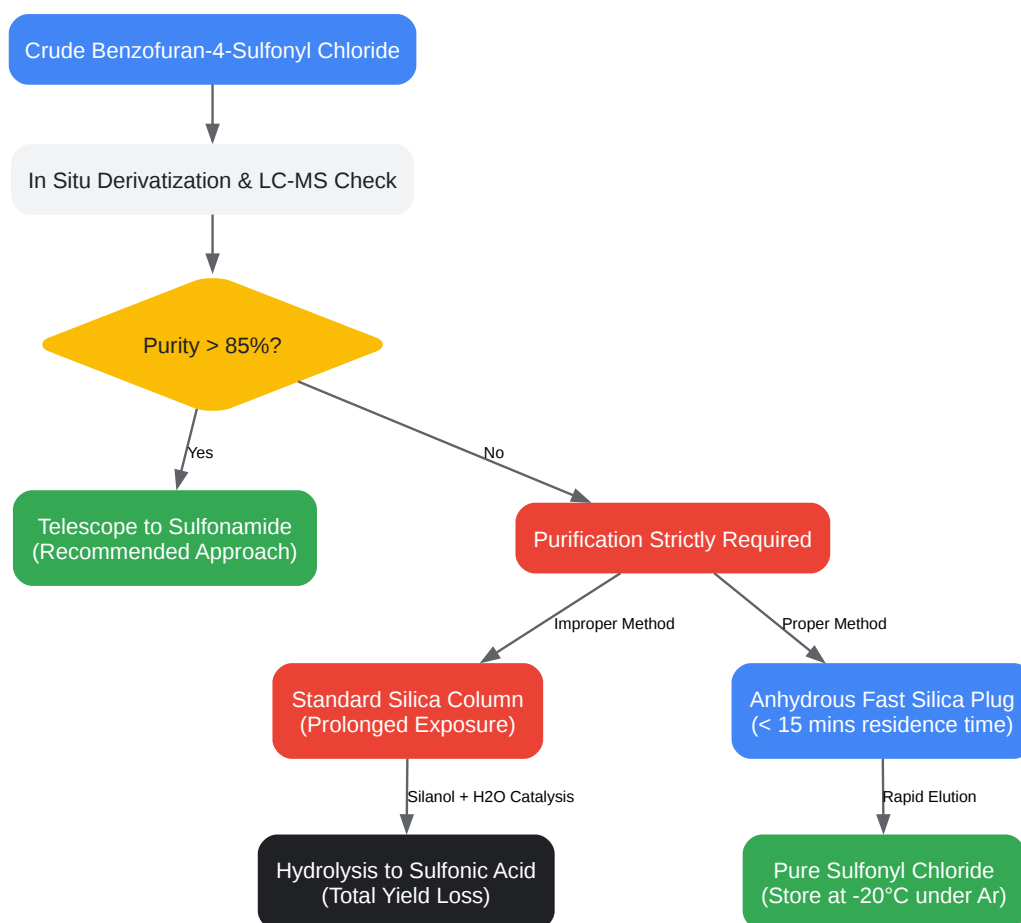 Crude Benzofuran-4-Sulfonyl Chloride
In Situ Derivatization & LC-MS Check
Purity > 85%?
Yes
No
Telescope to Sulfonamide
(Recommended Approach)
Purification Strictly Required
Improper Method
Proper Method
Standard Silica Column
(Prolonged Exposure)
Anhydrous Fast Silica Plug
(< 15 mins residence time)
Silanol + H2O Catalysis
Rapid Elution
Hydrolysis to Sulfonic Acid
(Total Yield Loss)
Pure Sulfonyl Chloride
(Store at -20°C under Ar)